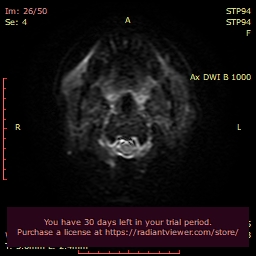 Im: 26/50
Se: 4
A
STP94
STP94
F
Ax DWI B 1000
R
L
You have 30 days left in your trial period.
Purchase a license at https://radiantviewer.com/store/